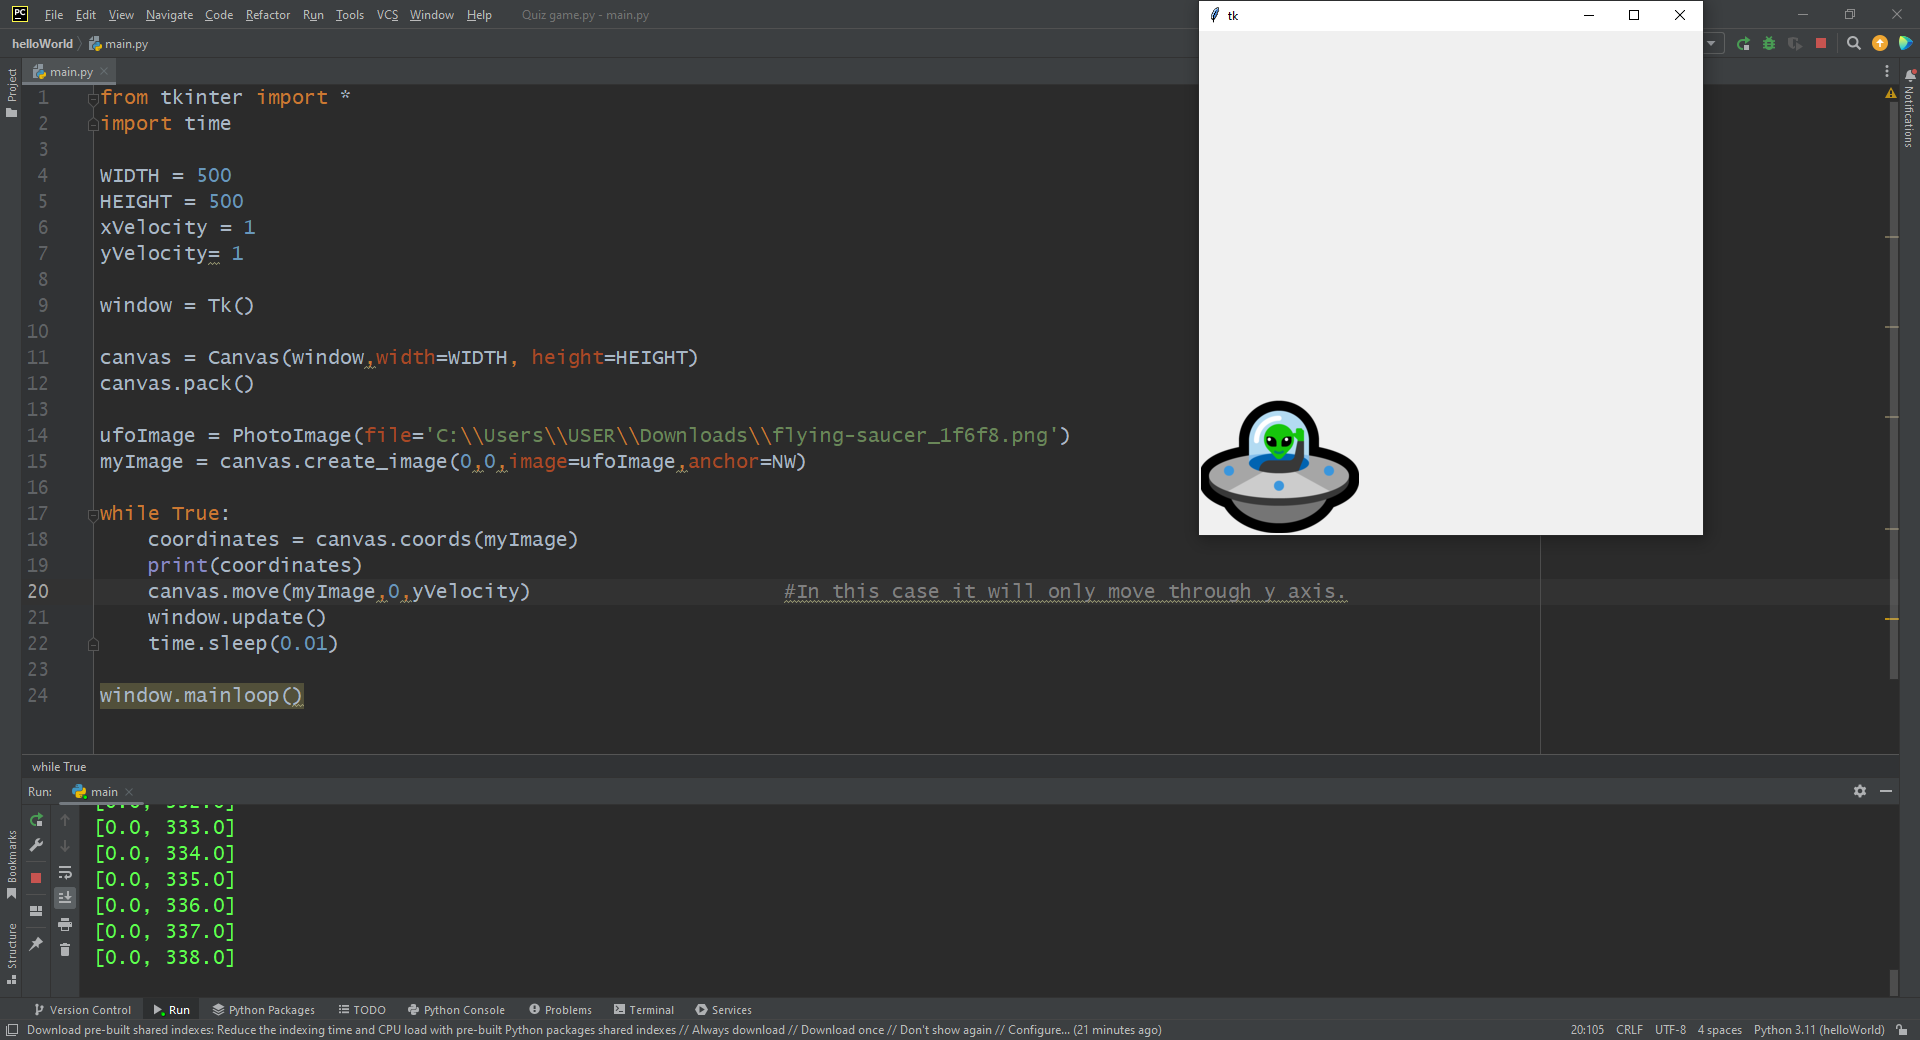 PC File Edit View Navigate Code Refactor Run Tools VCS Window Help Quiz game.py - main.py
tk
helloWorld main.py
main.py
Project
Notifications
1 from tkinter import *
2 import time
3
4 WIDTH = 500
5 HEIGHT = 500
6 xVelocity = 1
7 yVelocity= 1
8
9 window = Tk()
10
11 canvas = Canvas(window,width=WIDTH, height=HEIGHT)
12 canvas.pack()
13
14 ufoImage = PhotoImage(file='C:\\Users\\USER\\Downloads\\flying-saucer_1f6f8.png')
15 myImage = canvas.create_image(0,0,image=ufoImage,anchor=NW)
16
17 while True:
18 coordinates = canvas.coords(myImage)
19 print(coordinates)
20 canvas.move(myImage,0,yVelocity) #In this case it will only move through y axis.
21 window.update()
22 time.sleep(0.01)
23
24 window.mainloop()
while True
Run: main
[0.0, 332.0]
[0.0, 333.0]
[0.0, 334.0]
[0.0, 335.0]
[0.0, 336.0]
[0.0, 337.0]
[0.0, 338.0]
Bookmarks
Structure
Version Control Run Python Packages TODO Python Console Problems Terminal Services
Download pre-built shared indexes: Reduce the indexing time and CPU load with pre-built Python packages shared indexes // Always download // Download once // Don't show again // Configure... (21 minutes ago) 20:105 CRLF UTF-8 4 spaces Python 3.11 (helloWorld)